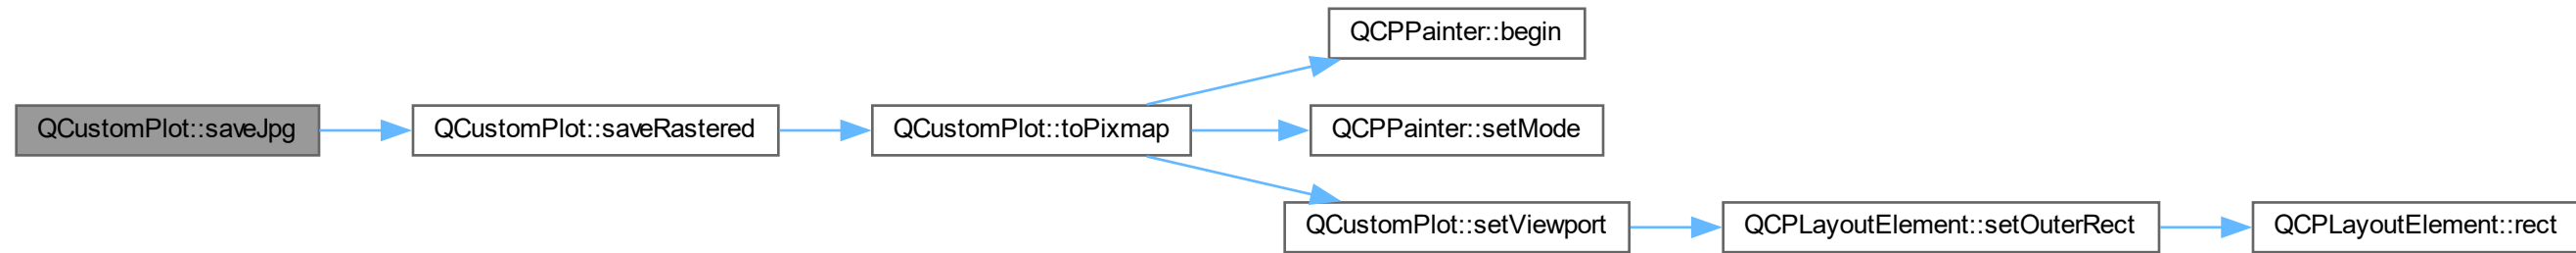 QCPPainter::begin
QCustomPlot::saveJpg
QCustomPlot::saveRastered
QCustomPlot::toPixmap
QCPPainter::setMode
QCustomPlot::setViewport
QCPLayoutElement::setOuterRect
QCPLayoutElement::rect